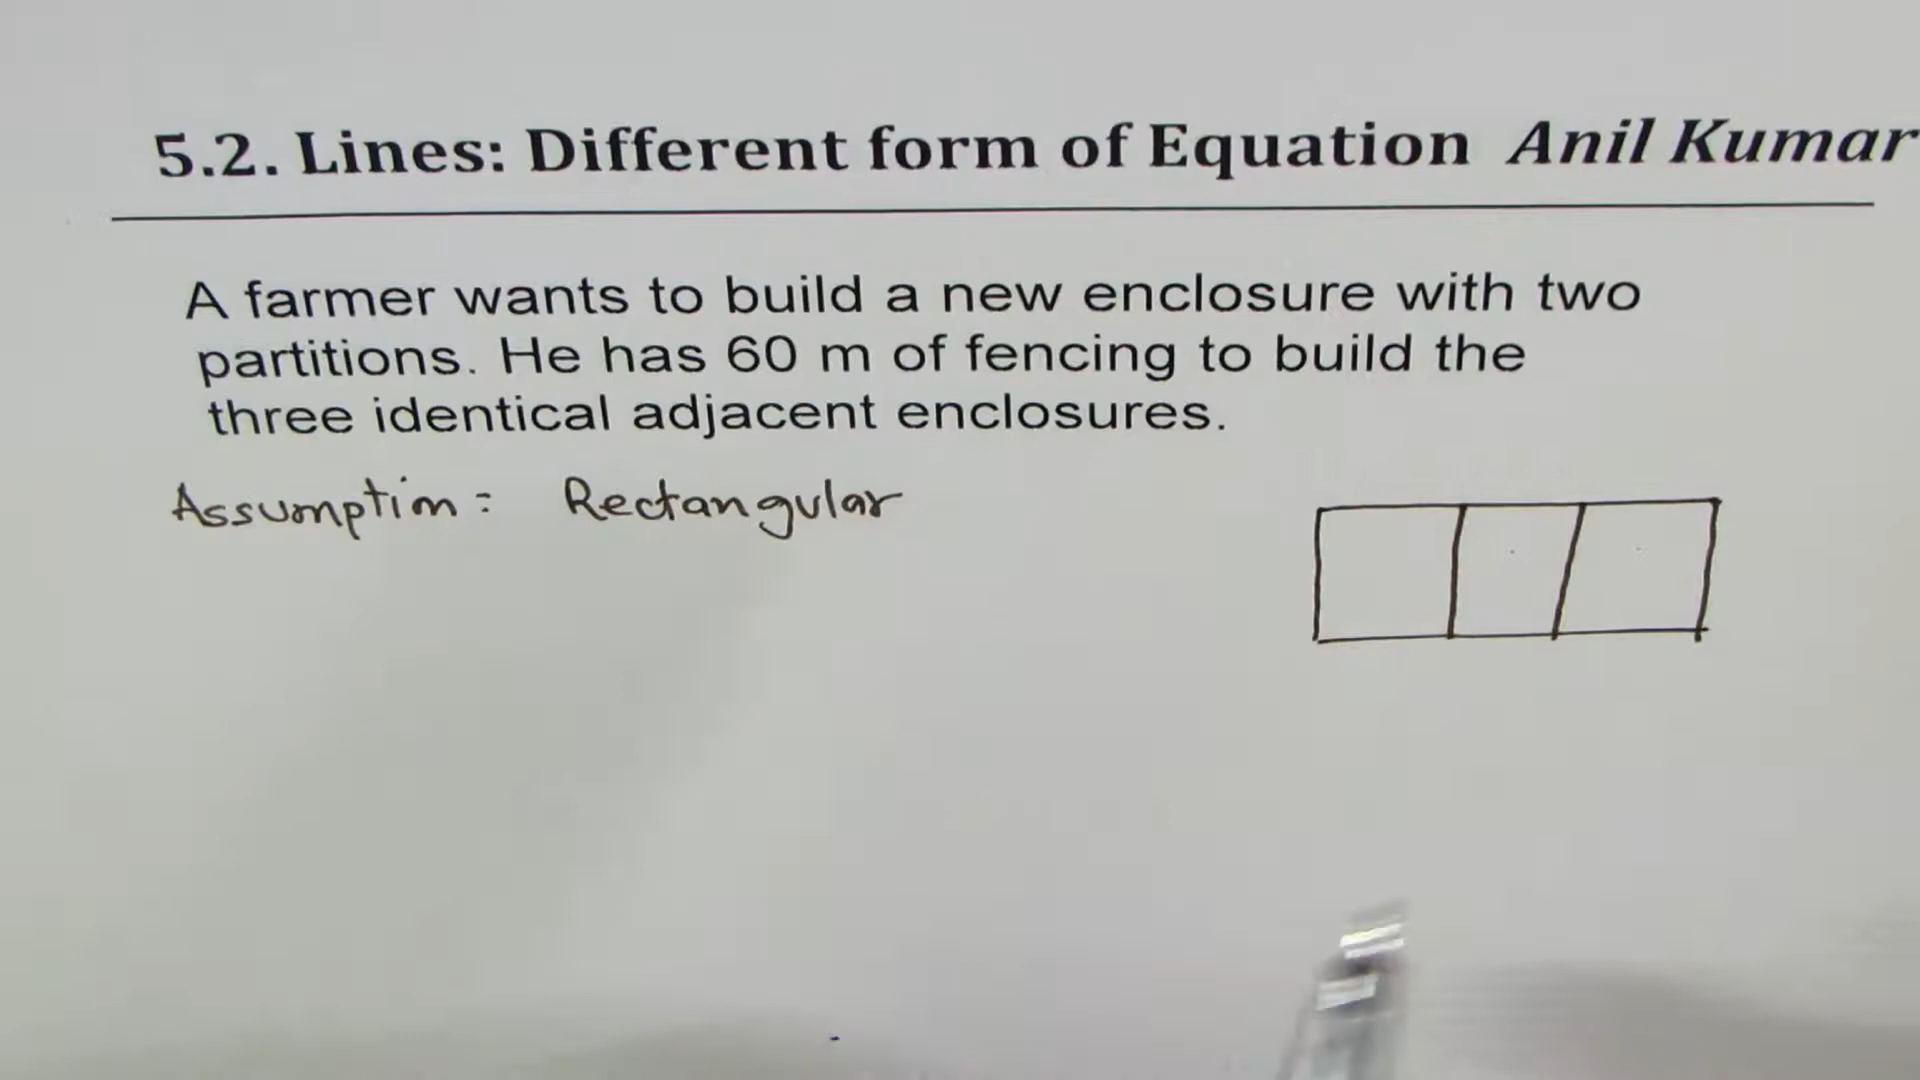 5.2. Lines: Different form of Equation Anil Kumar
A farmer wants to build a new enclosure with two
partitions. He has 60 m of fencing to build the
three identical adjacent enclosures.
Assumption: Rectangular